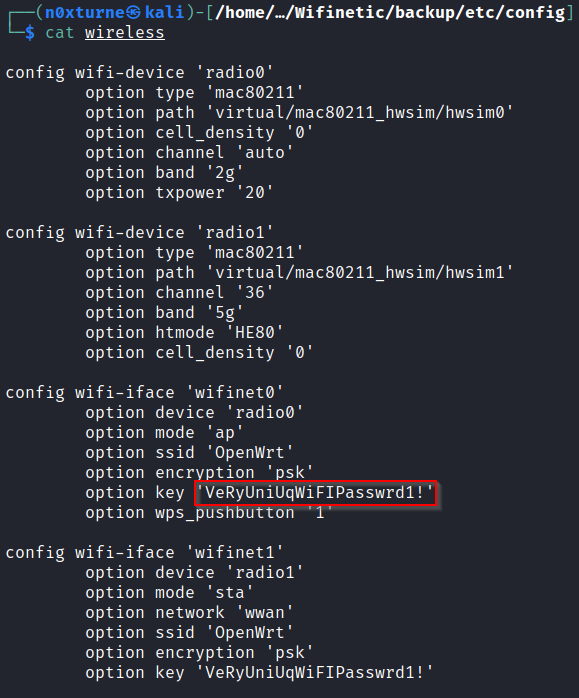 ┌──(n0xturne㉿kali)-[/home/…/Wifinetic/backup/etc/config]
└─$ cat wireless

config wifi-device 'radio0'
        option type 'mac80211'
        option path 'virtual/mac80211_hwsim/hwsim0'
        option cell_density '0'
        option channel 'auto'
        option band '2g'
        option txpower '20'

config wifi-device 'radio1'
        option type 'mac80211'
        option path 'virtual/mac80211_hwsim/hwsim1'
        option channel '36'
        option band '5g'
        option htmode 'HE80'
        option cell_density '0'

config wifi-iface 'wifinet0'
        option device 'radio0'
        option mode 'ap'
        option ssid 'OpenWrt'
        option encryption 'psk'
        option key 'VeRyUniUqWiFIPasswrd1!'
        option wps_pushbutton '1'

config wifi-iface 'wifinet1'
        option device 'radio1'
        option mode 'sta'
        option network 'wwan'
        option ssid 'OpenWrt'
        option encryption 'psk'
        option key 'VeRyUniUqWiFIPasswrd1!'